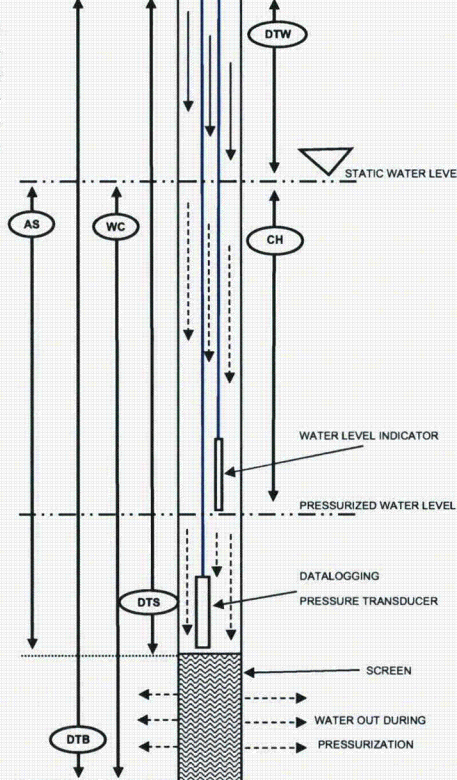 DTW
STATIC WATER LEVE
AS
WC
CH
WATER LEVEL INDICATOR
PRESSURIZED WATER LEVEL
DATALOGGING
DTS
PRESSURE TRANSDUCER
SCREEN
WATER OUT DURING
DTB
PRESSURIZATION